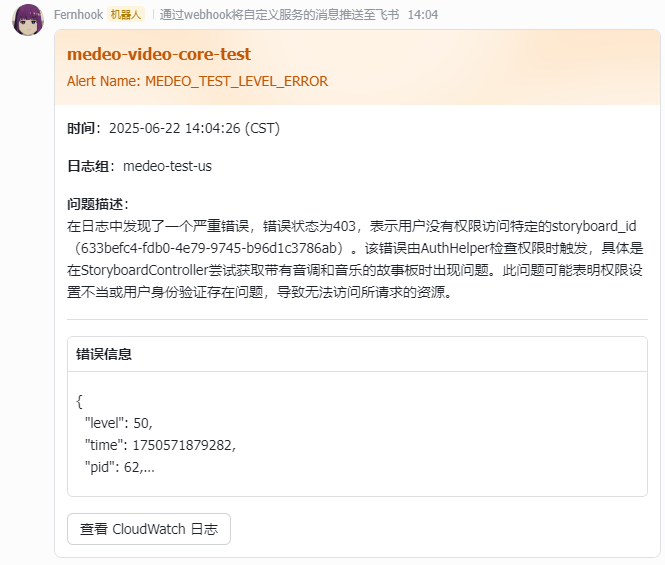 Fernhook 机器人 | 通过webhook将自定义服务的消息推送至飞书 14:04
medeo-video-core-test
Alert Name: MEDEO_TEST_LEVEL_ERROR
时间：2025-06-22 14:04:26 (CST)
日志组：medeo-test-us
问题描述：
在日志中发现了一个严重错误，错误状态为403，表示用户没有权限访问特定的storyboard_id
（633befc4-fdb0-4e79-9745-b96d1c3786ab）。该错误由AuthHelper检查权限时触发，具体是
在StoryboardController尝试获取带有音调和音乐的故事板时出现问题。此问题可能表明权限设
置不当或用户身份验证存在问题，导致无法访问所请求的资源。
错误信息
{
"level": 50,
"time": 1750571879282,
"pid": 62,...
查看 CloudWatch 日志